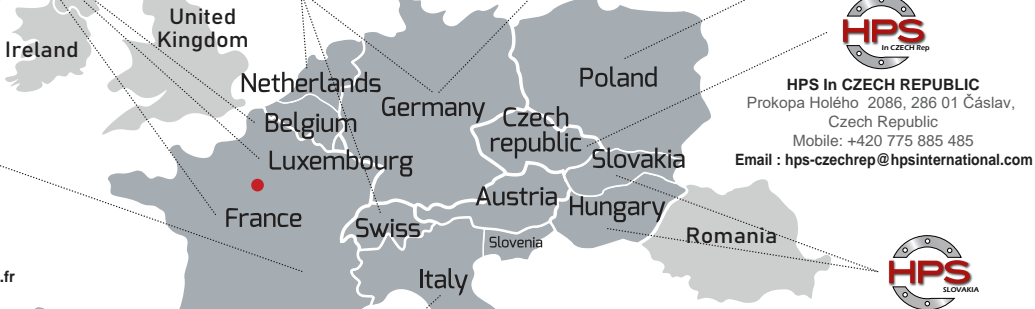 United
Kingdom
Ireland
HPS
In CZECH Rep
HPS In CZECH REPUBLIC
Prokopa Holého 2086, 286 01 Čáslav,
Czech Republic
Mobile: +420 775 885 485
Email : hps-czechrep@hpsinternational.com
Netherlands
Germany
Poland
Belgium
Czech
republic
Luxembourg
Slovakia
Austria
Hungary
France
Swiss
Slovenia
Romania
Italy
.fr
HPS
SLOVAKIA